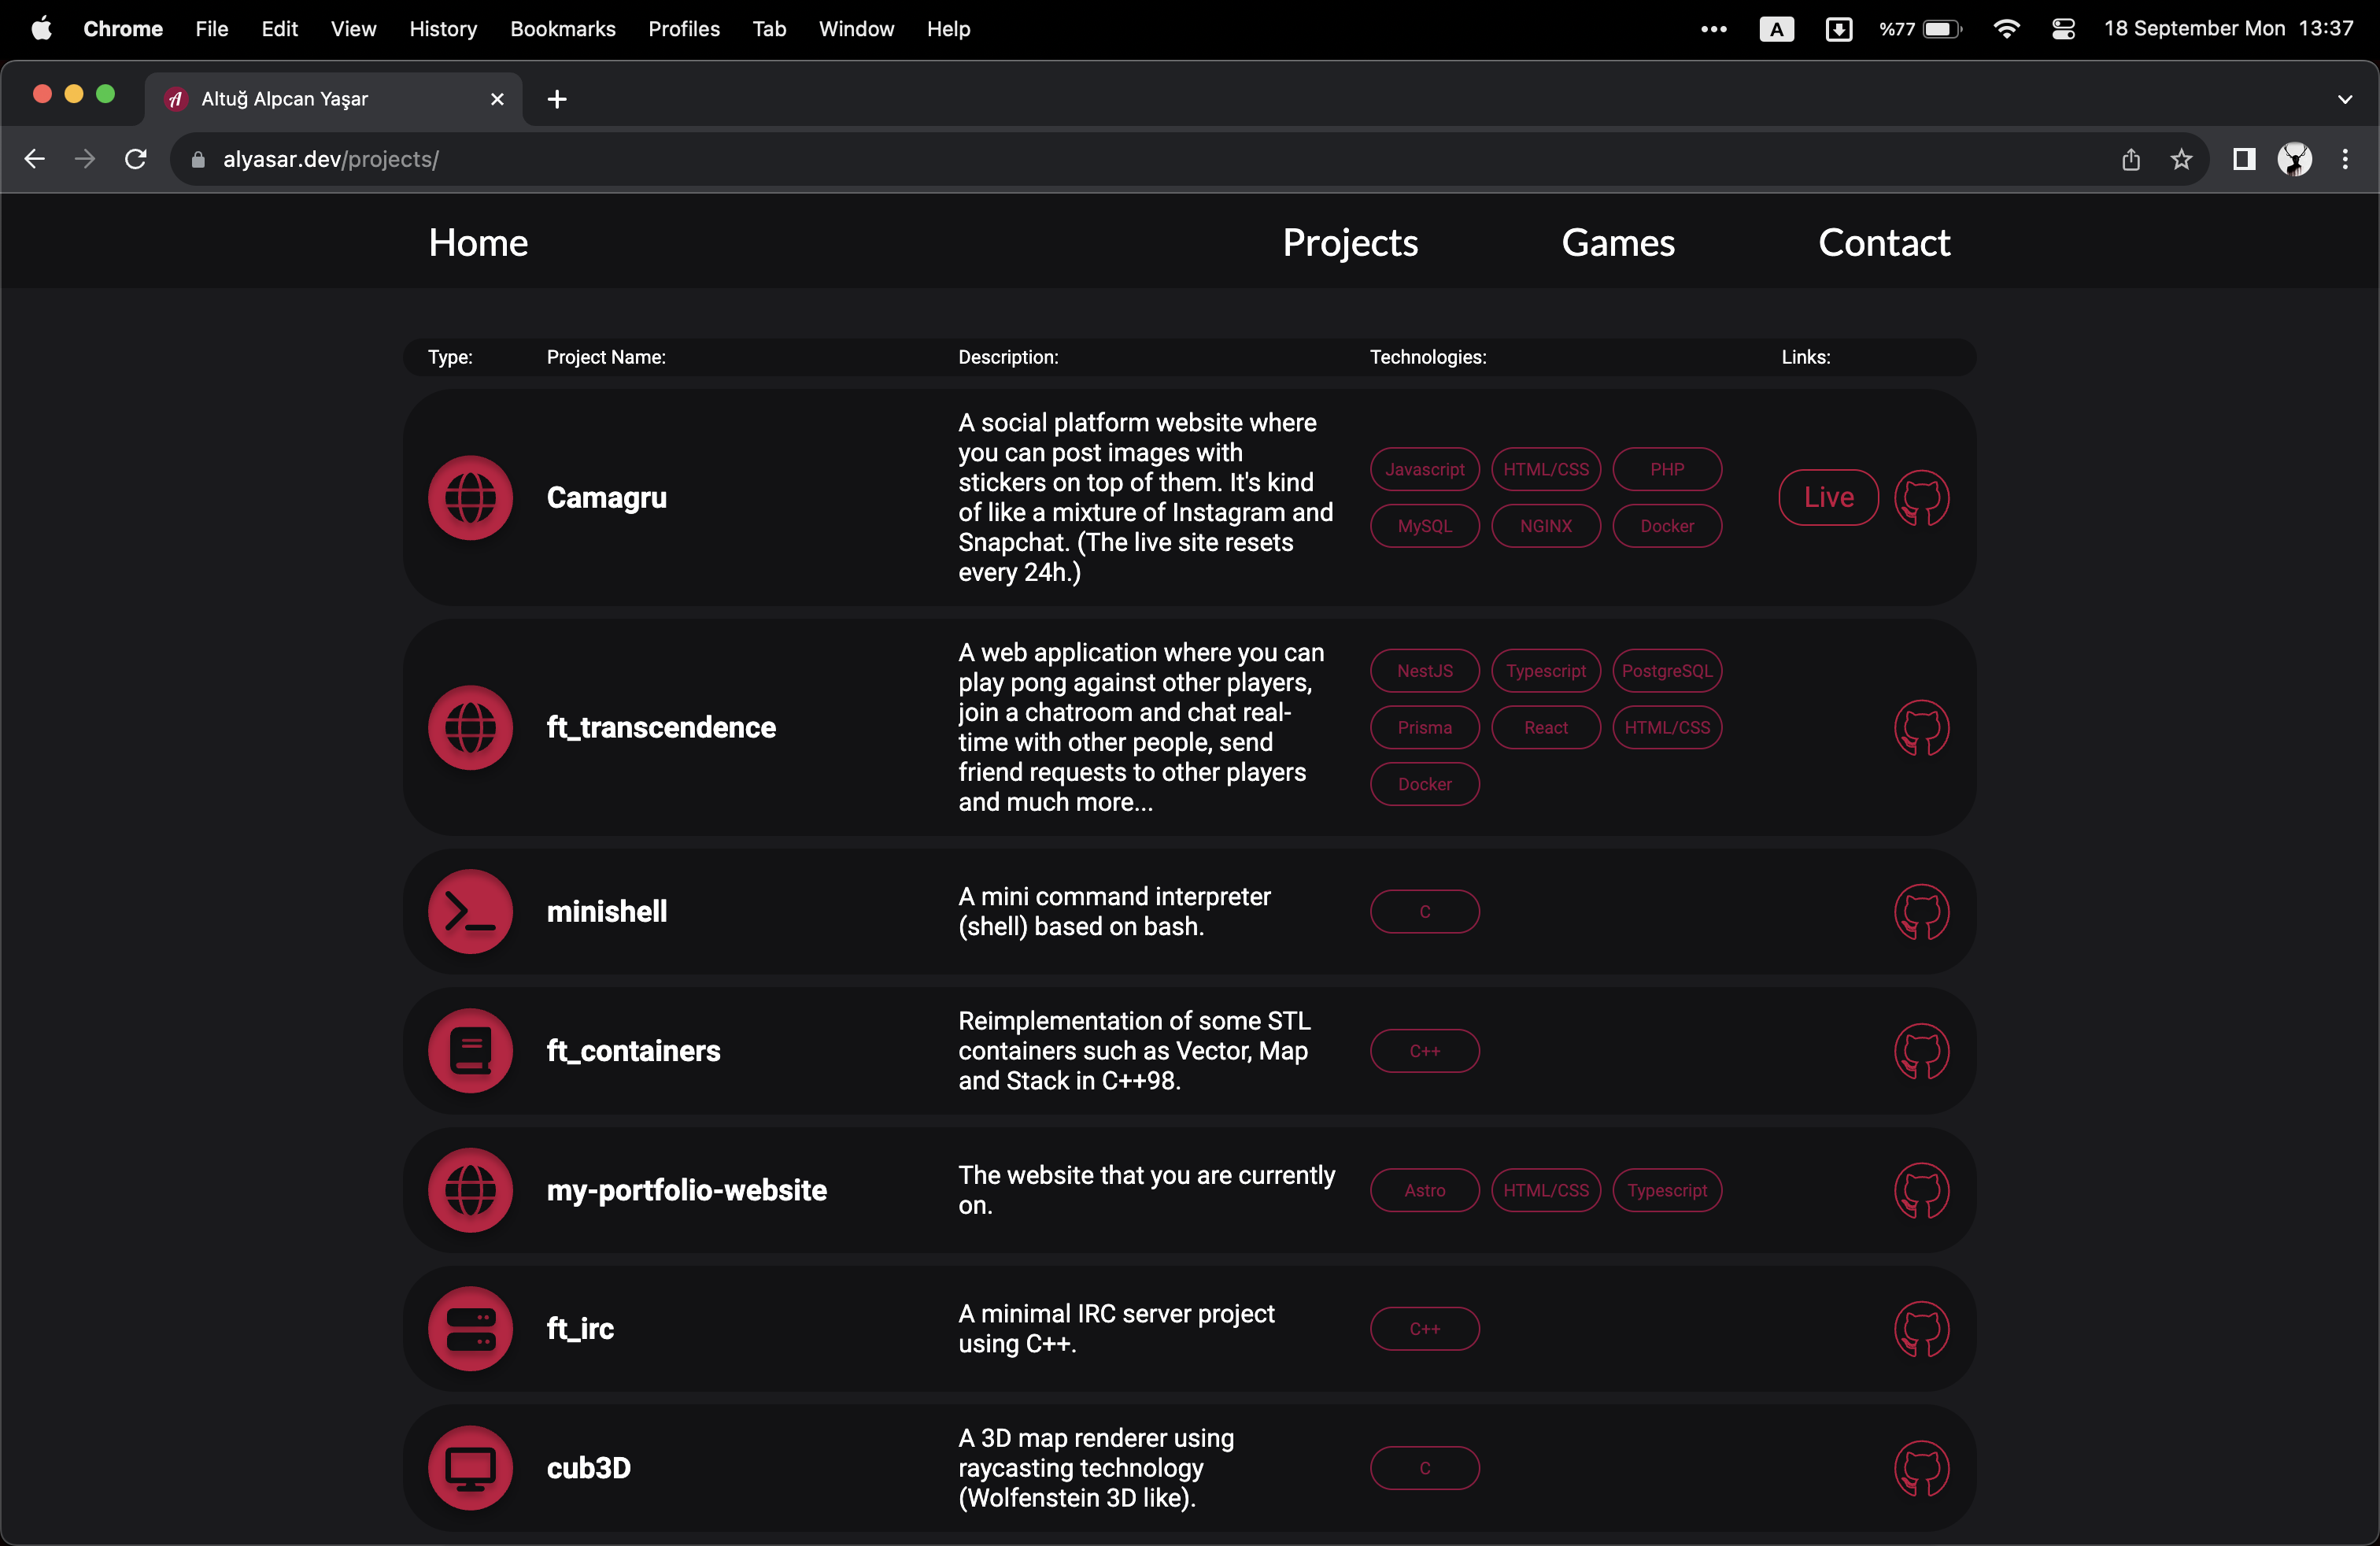 Chrome File Edit View History Bookmarks Profiles Tab Window Help ••• A %77 18 September Mon 13:37
Altuğ Alpcan Yaşar
alyasar.dev/projects/
Home Projects Games Contact
Type: Project Name: Description: Technologies: Links:
Camagru
A social platform website where
you can post images with
stickers on top of them. It's kind
of like a mixture of Instagram and
Snapchat. (The live site resets
every 24h.)
Javascript HTML/CSS PHP
MySQL NGINX Docker
Live
ft_transcendence
A web application where you can
play pong against other players,
join a chatroom and chat real-
time with other people, send
friend requests to other players
and much more...
NestJS Typescript PostgreSQL
Prisma React HTML/CSS
Docker
minishell
A mini command interpreter
(shell) based on bash.
C
ft_containers
Reimplementation of some STL
containers such as Vector, Map
and Stack in C++98.
C++
my-portfolio-website
The website that you are currently
on.
Astro HTML/CSS Typescript
ft_irc
A minimal IRC server project
using C++.
C++
cub3D
A 3D map renderer using
raycasting technology
(Wolfenstein 3D like).
C